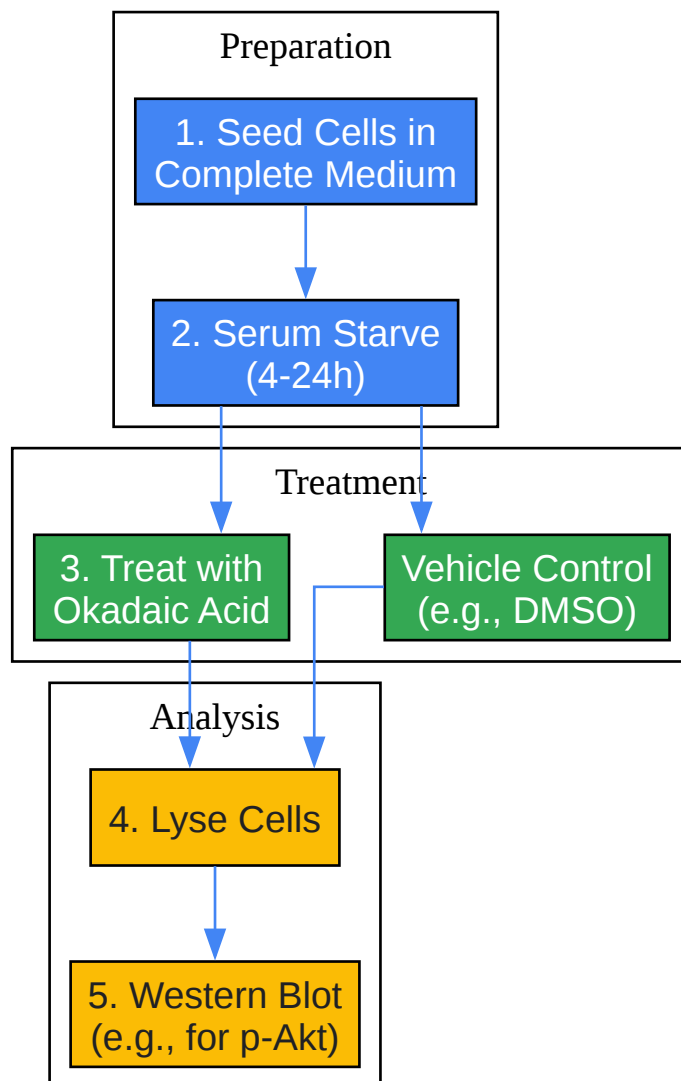 Preparation
1. Seed Cells in
Complete Medium
2. Serum Starve
(4-24h)
Treatment
3. Treat with
Okadaic Acid
Vehicle Control
(e.g., DMSO)
Analysis
4. Lyse Cells
5. Western Blot
(e.g., for p-Akt)